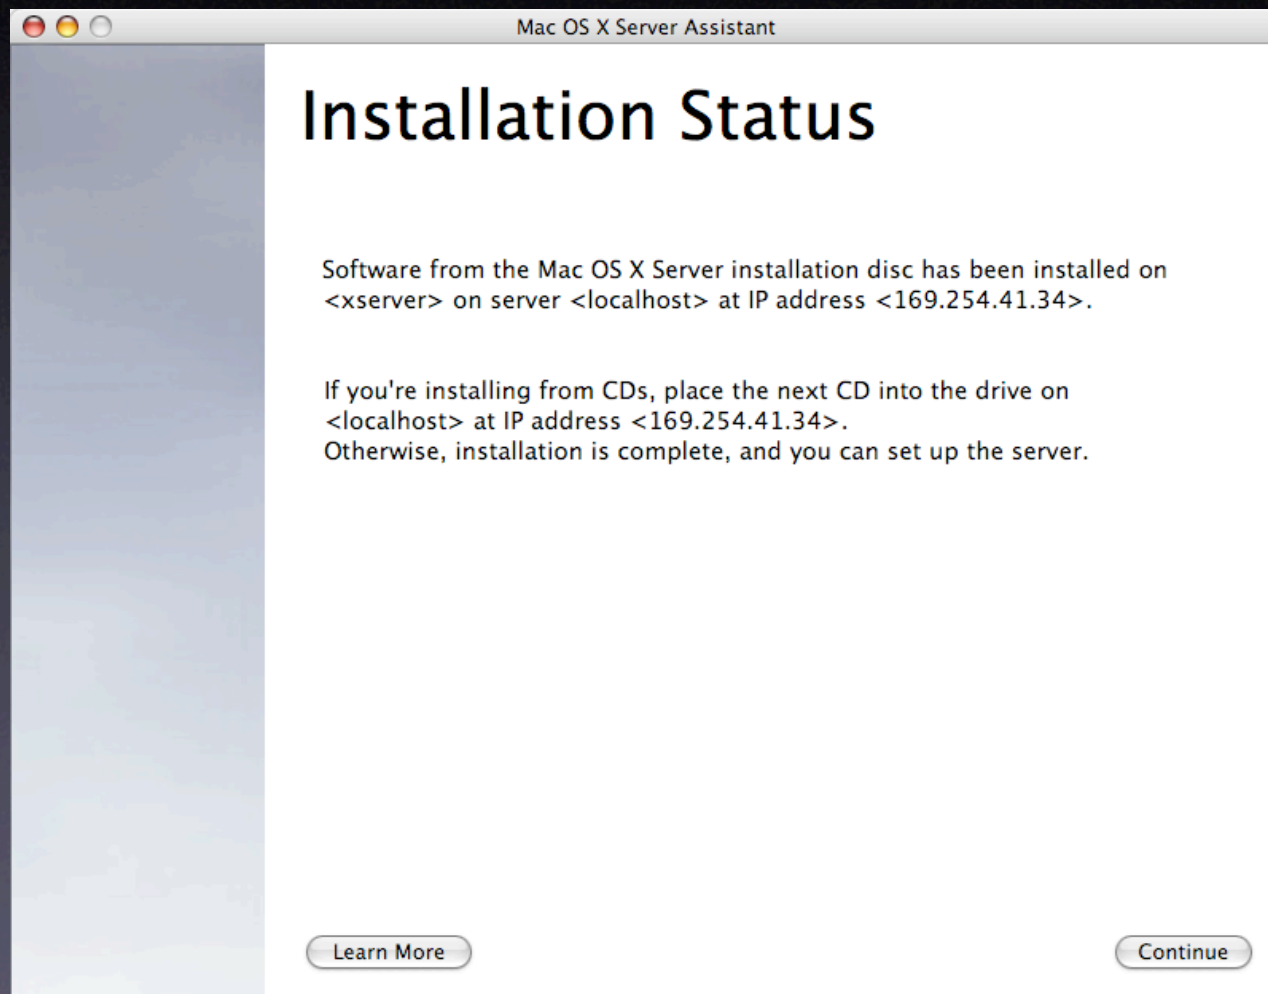 Mac OS X Server Assistant
Installation Status
Software from the Mac OS X Server installation disc has been installed on
<xserver> on server <localhost> at IP address <169.254.41.34>.
If you're installing from CDs, place the next CD into the drive on
<localhost> at IP address <169.254.41.34>.
Otherwise, installation is complete, and you can set up the server.
Learn More
Continue